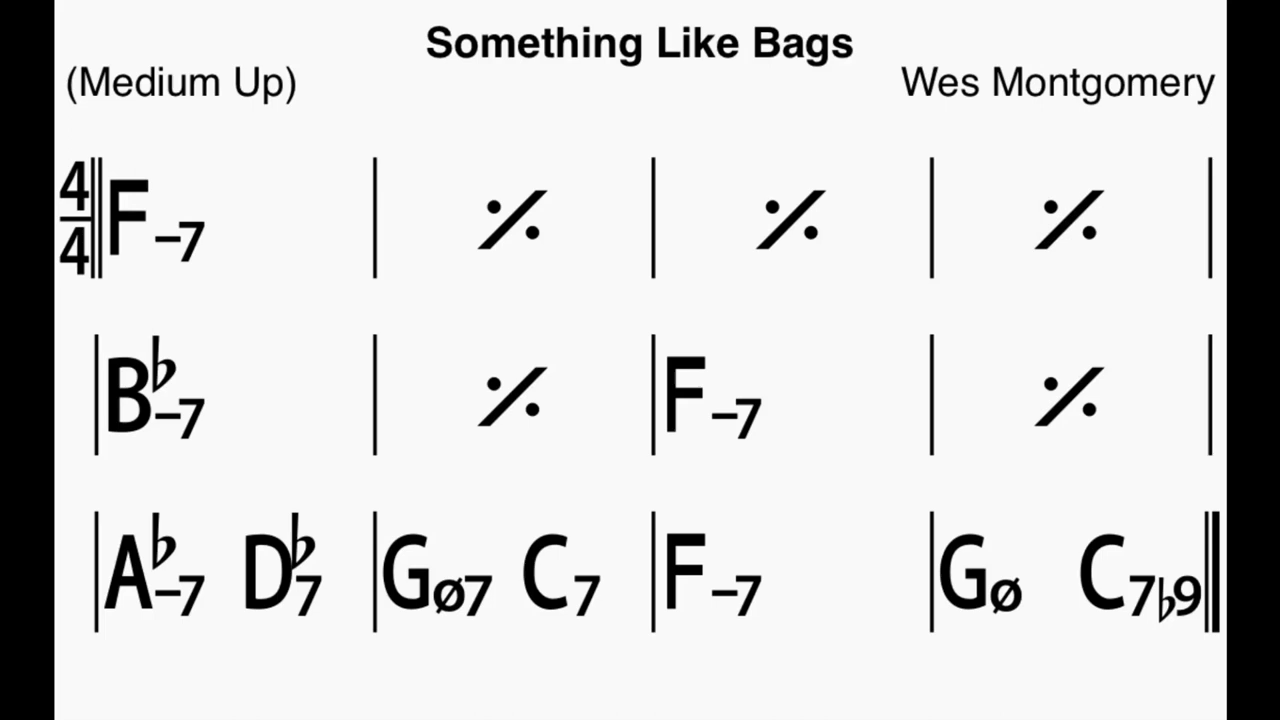 Something Like Bags
(Medium Up) Wes Montgomery
4/4 F-7 | 𝄎 | 𝄎 | 𝄎
B♭-7 | 𝄎 | F-7 | 𝄎
A♭-7 D♭7 | Gø7 C7 | F-7 | Gø C7♭9